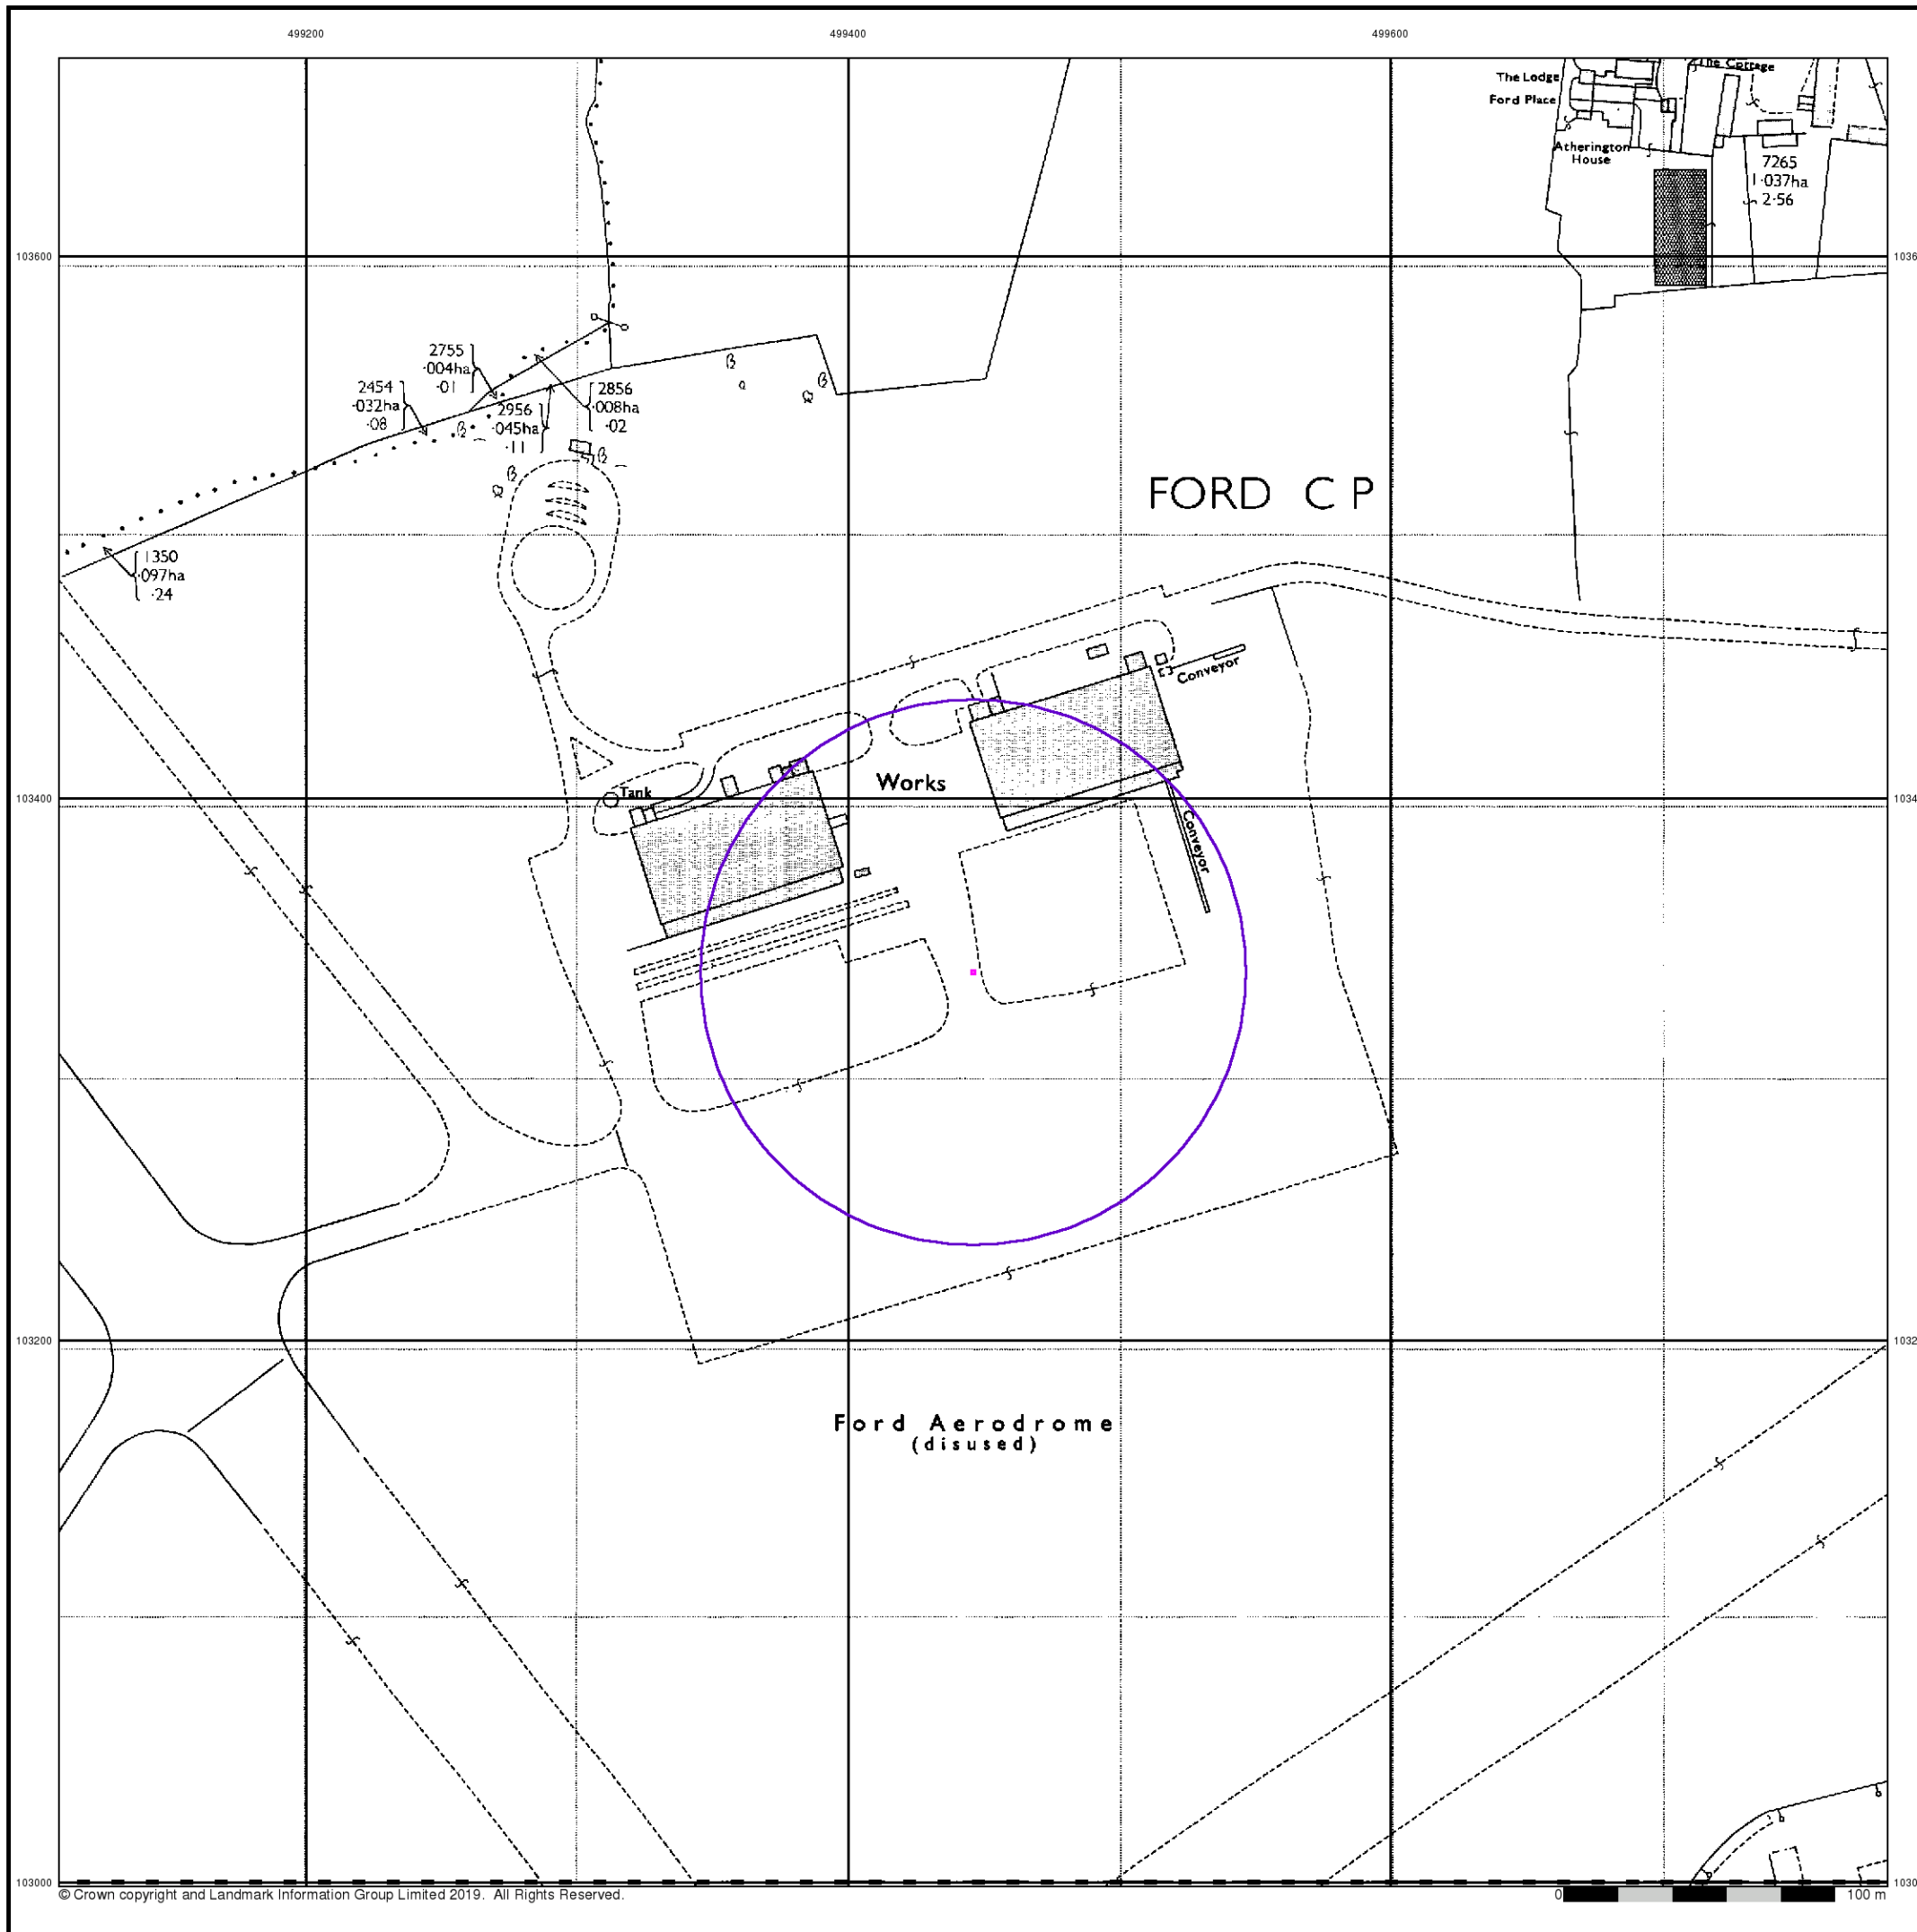 499200
499400
499600
The Lodge
Ford Place
The Cottage
Atherington
House
7265
1·037ha
2·56
103600
1036
2755
·004ha
·01
2454
·032ha
·08
2856
·008ha
·02
2956
·045ha
·11
FORD C P
1350
·097ha
·24
Conveyor
Works
Tank
103400
1034
Conveyor
103200
1032
Ford Aerodrome
(disused)
103000
1030
© Crown copyright and Landmark Information Group Limited 2019. All Rights Reserved.
0 100 m